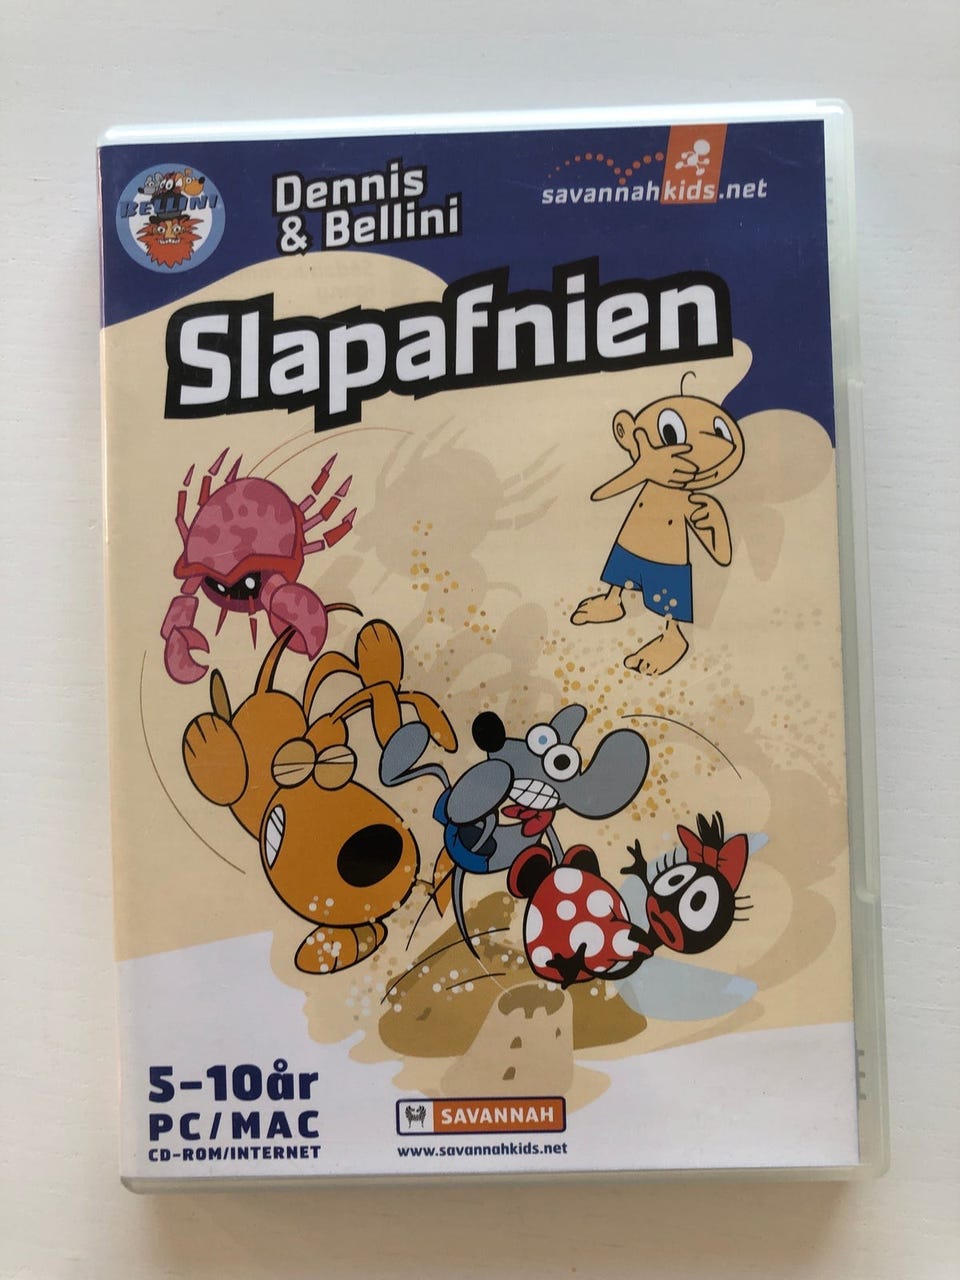 BELLINI
Dennis
& Bellini
savannahkids.net
Slapafnien
5-10år
PC/MAC
CD-ROM/INTERNET
SAVANNAH
www.savannahkids.net